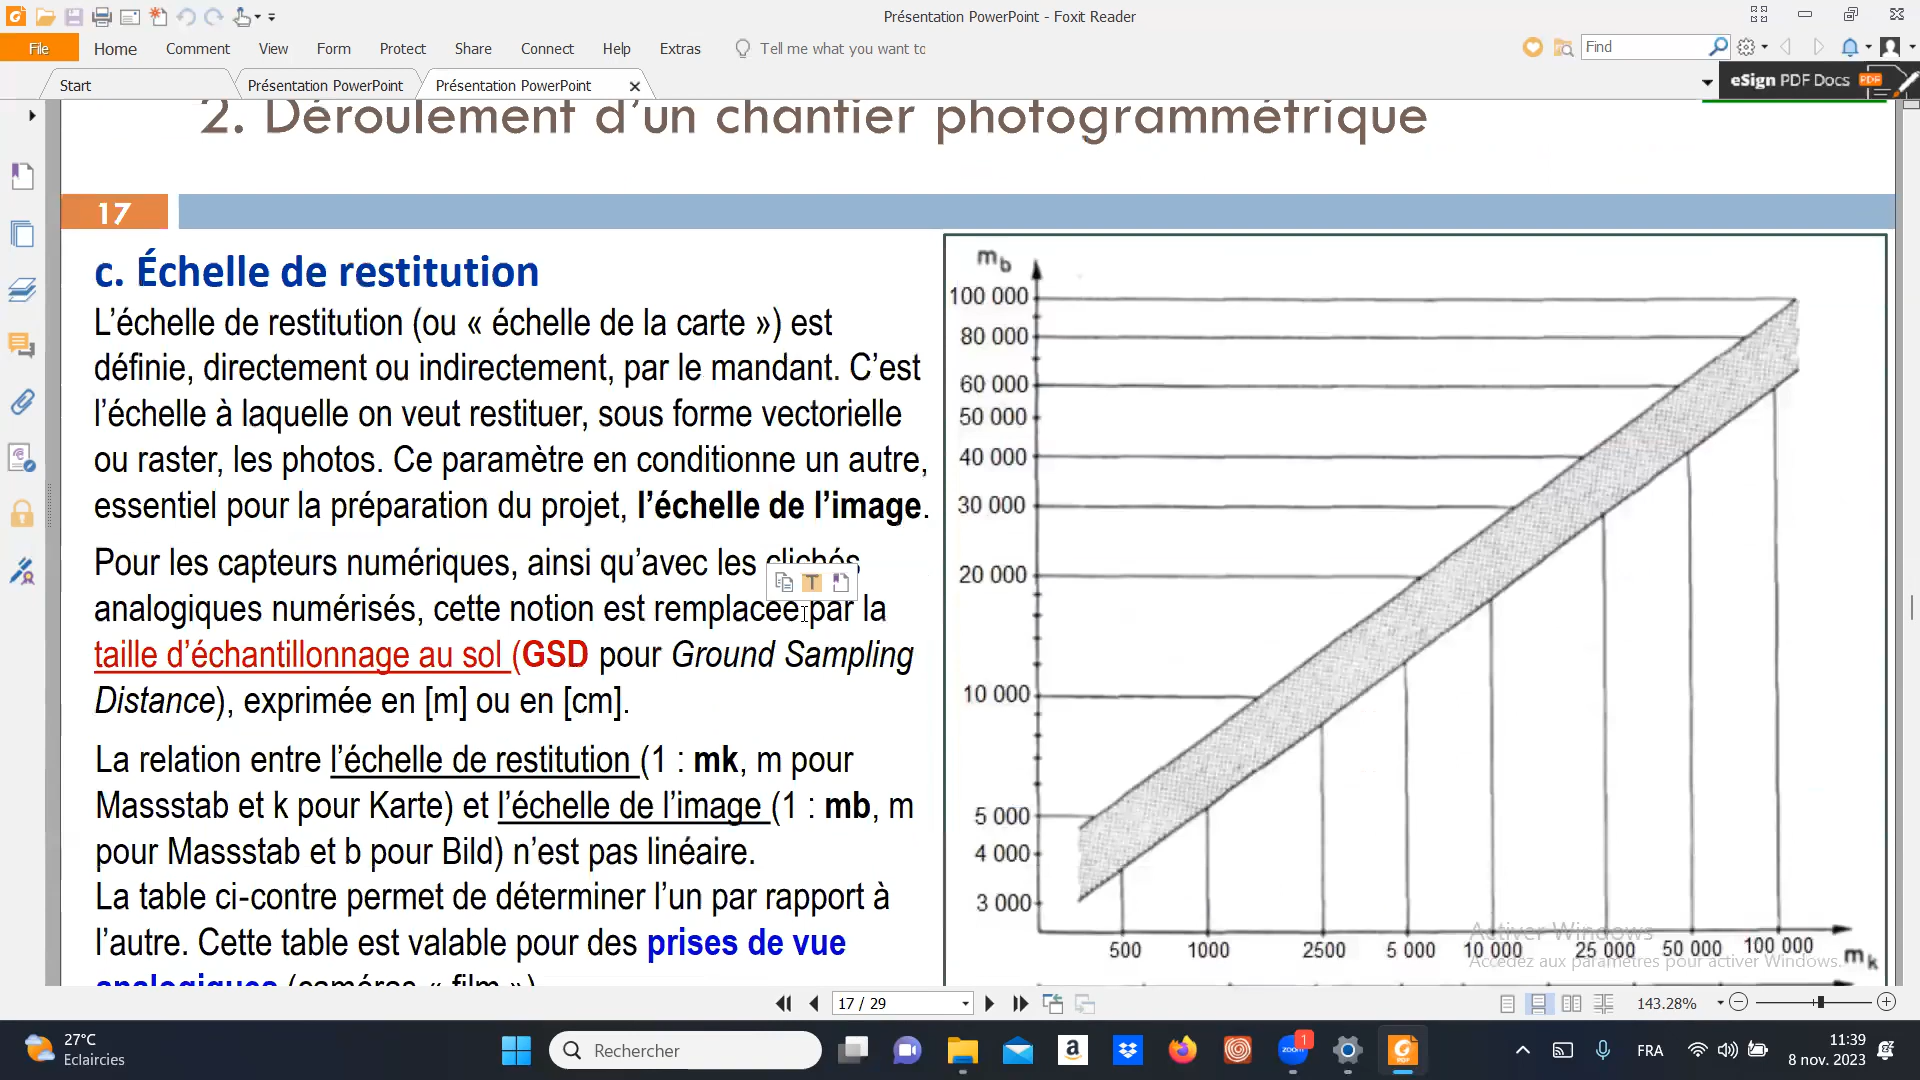 Présentation PowerPoint - Foxit Reader
File Home Comment View Form Protect Share Connect Help Extras Tell me what you want to Find
Start Présentation PowerPoint Présentation PowerPoint
eSign PDF Docs PDF
2. Déroulement d’un chantier photogrammétrique
17
c. Échelle de restitution
L’échelle de restitution (ou « échelle de la carte ») est
définie, directement ou indirectement, par le mandant. C’est
l’échelle à laquelle on veut restituer, sous forme vectorielle
ou raster, les photos. Ce paramètre en conditionne un autre,
essentiel pour la préparation du projet, l’échelle de l’image.
Pour les capteurs numériques, ainsi qu’avec les clichés
analogiques numérisés, cette notion est remplacée par la
taille d’échantillonnage au sol (GSD pour Ground Sampling
Distance), exprimée en [m] ou en [cm].
La relation entre l’échelle de restitution (1 : mk, m pour
Massstab et k pour Karte) et l’échelle de l’image (1 : mb, m
pour Massstab et b pour Bild) n’est pas linéaire.
La table ci-contre permet de déterminer l’un par rapport à
l’autre. Cette table est valable pour des prises de vue
analogiques (caméras « film »)
mb
100 000
80 000
60 000
50 000
40 000
30 000
20 000
10 000
5 000
4 000
3 000
500 1000 2500 5 000 10 000 25 000 50 000 100 000
mk
Activer Windows
Accédez aux paramètres pour activer Windows.
17 / 29
143.28%
27°C
Eclaircies
Rechercher
zoom
1
FRA
11:39
8 nov. 2023